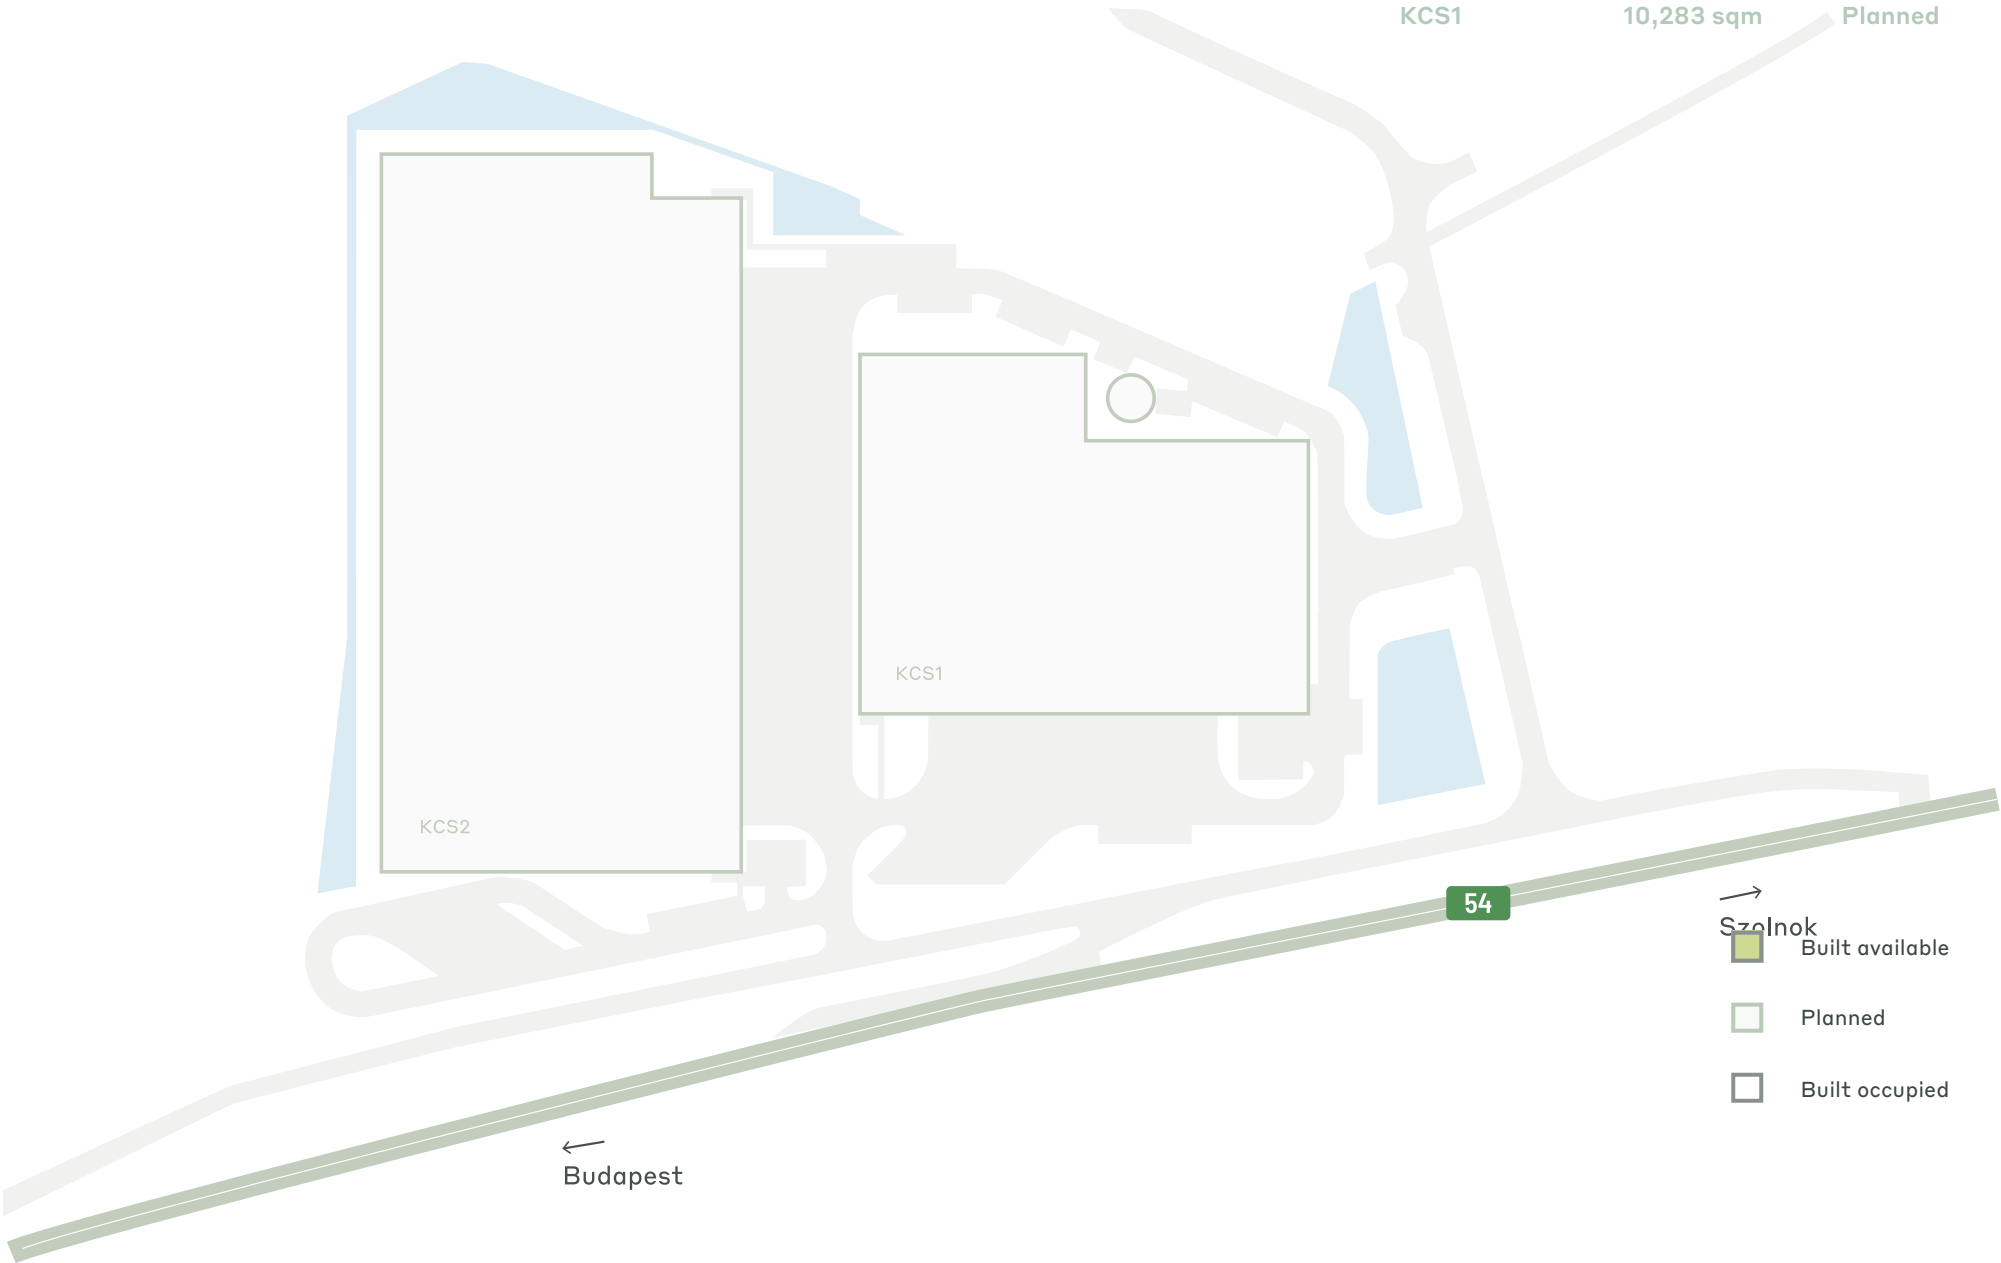 KCS1 10,283 sqm Planned
KCS1
KCS2
54
Szolnok
Built available
Planned
Built occupied
Budapest